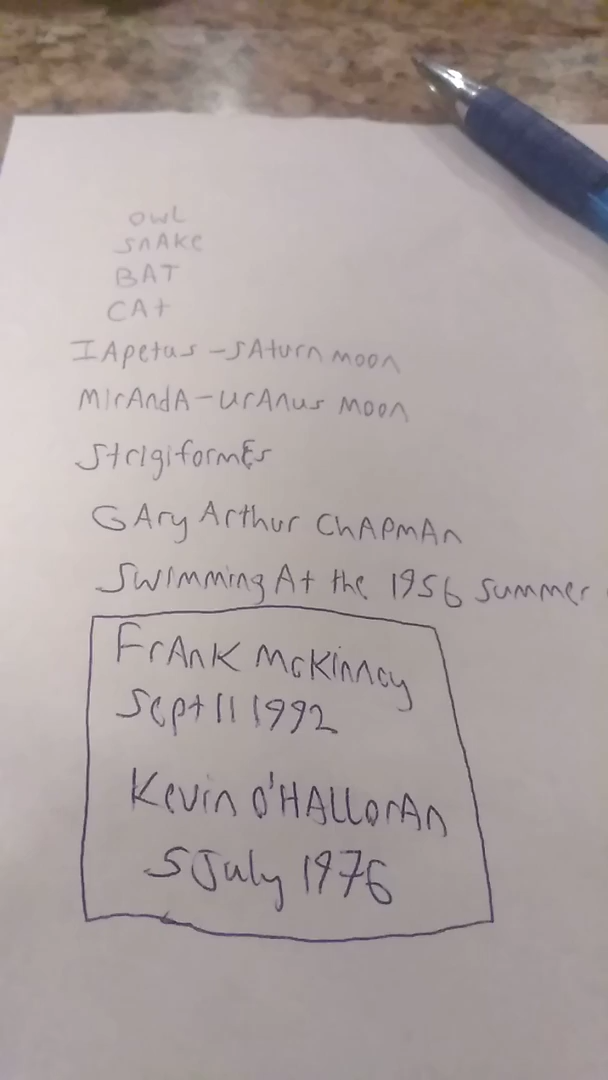 OWL
SNAKE
BAT
CAt
IApetus - SAturn moon
MIrAndA - UrAnus Moon
StrIgiformEs
GAry Arthur ChAPMAn
SwImming At the 1956 summer
FrAnK McKinney
Sept 11 1992
Kevin O'HAllorAn
5 July 1976